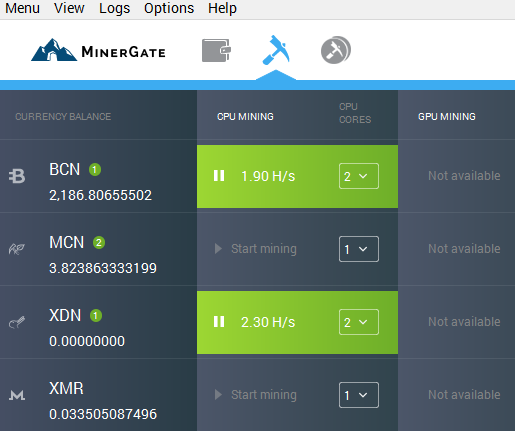 Menu View Logs Options Help
MINERGATE
CURRENCY BALANCE CPU MINING CPU CORES GPU MINING
BCN 1 1.90 H/s 2 Not available
2,186.80655502
MCN 2 Start mining 1 Not available
3.823863333199
XDN 1 2.30 H/s 2 Not available
0.00000000
XMR Start mining 1 Not available
0.033505087496